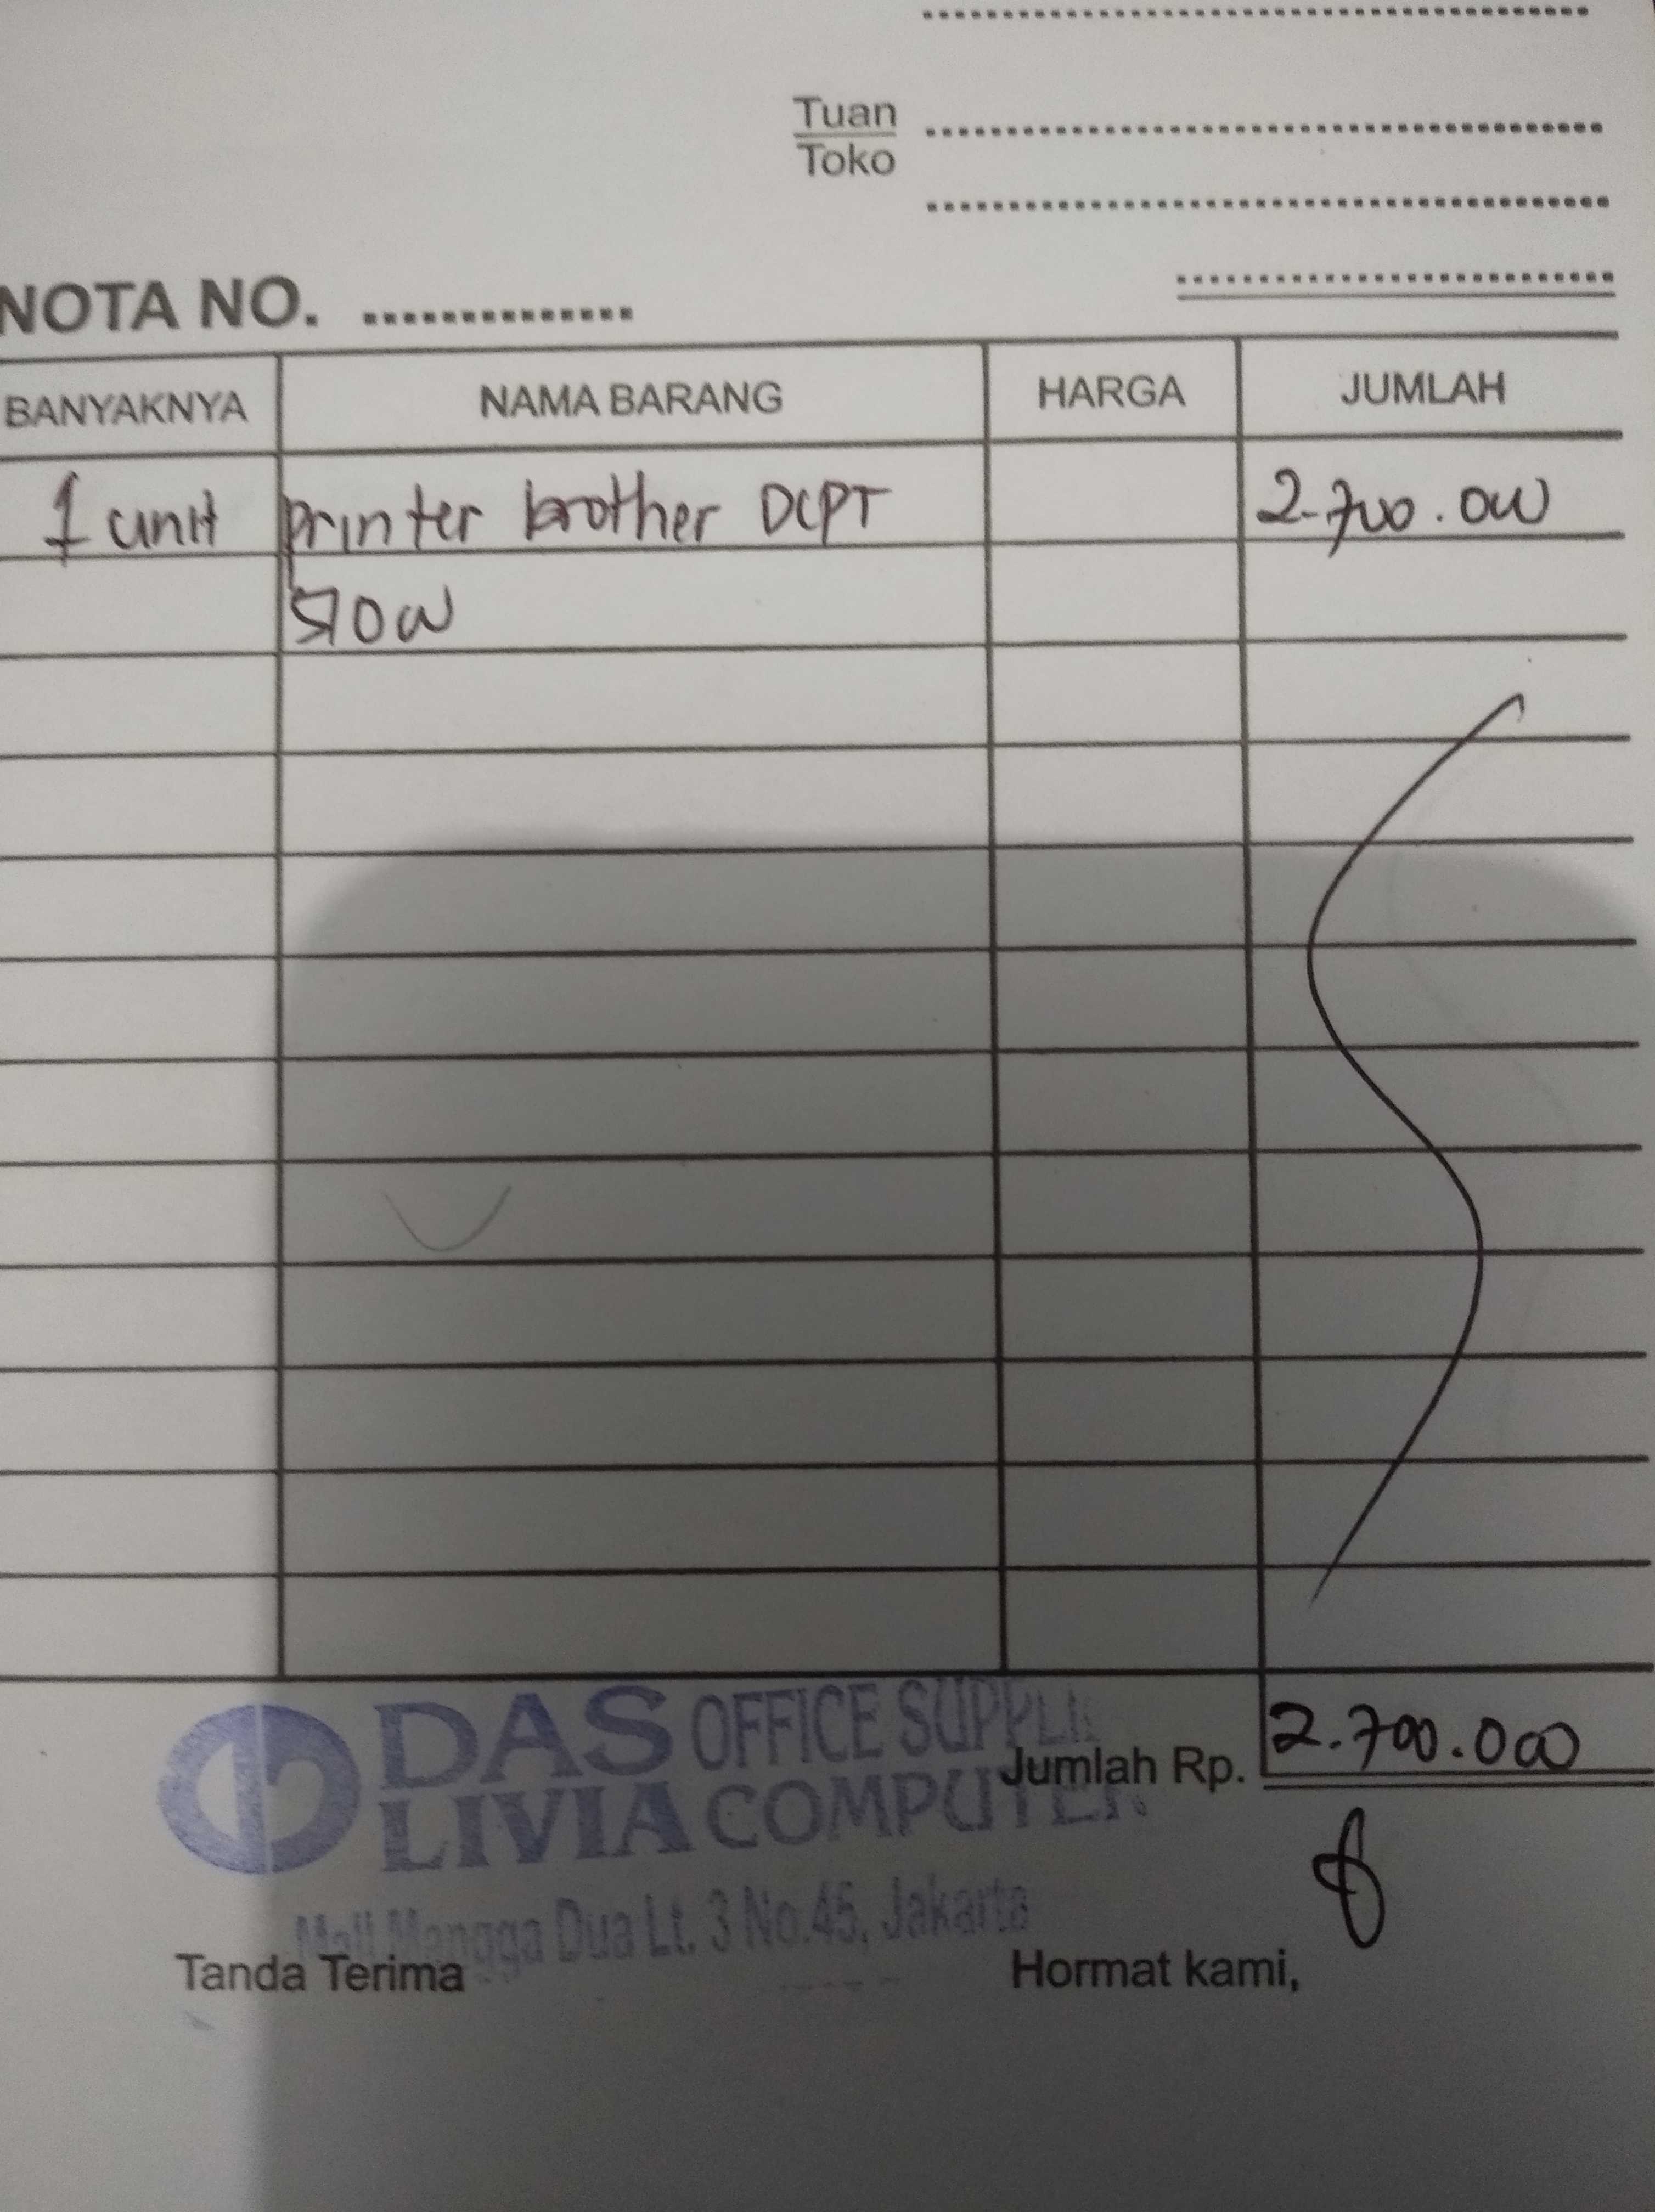 Tuan
Toko
NOTA NO.
BANYAKNYA NAMA BARANG HARGA JUMLAH
1 unit printer brother DCPT 2.700.000
510W
DAS OFFICE
LIVIA COMPUTER
Jumlah Rp. 2.700.000
Mall Mangga Dua Lt. 3 No.45, Jakarta
Tanda Terima Hormat kami,